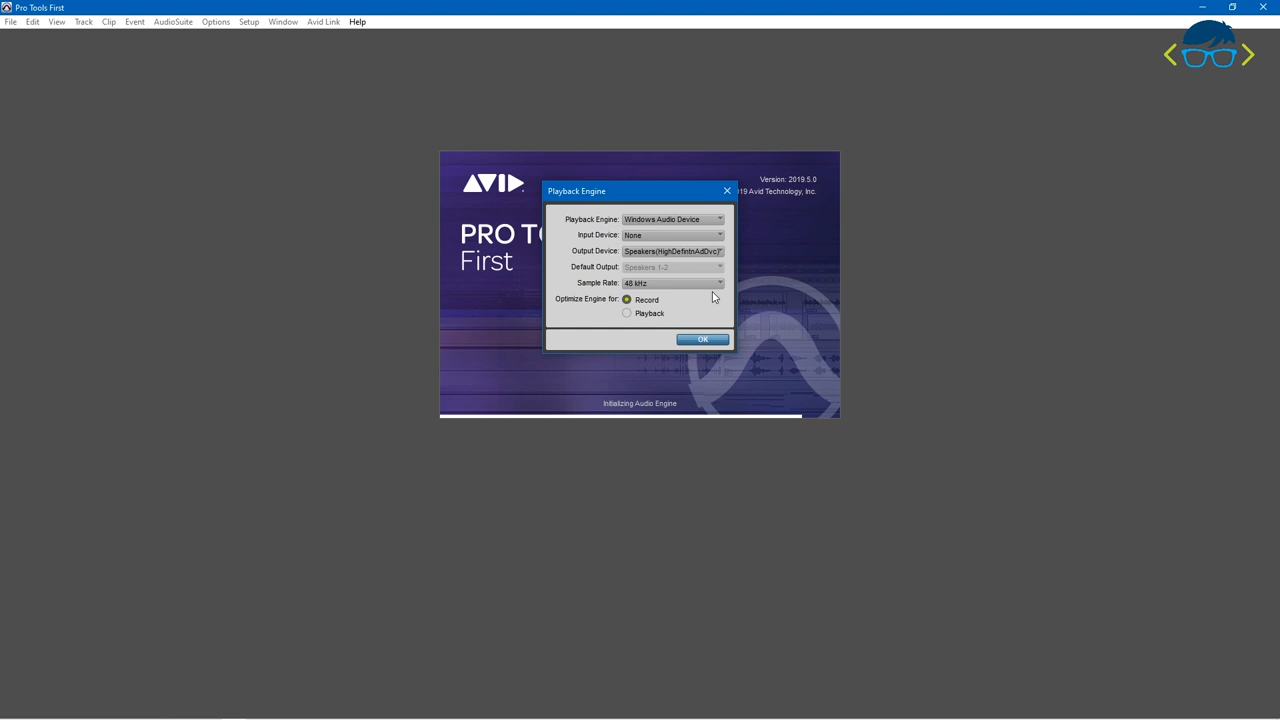 Pro Tools First
File Edit View Track Clip Event AudioSuite Options Setup Window Avid Link Help
AVID
Version: 2019.5.0
19 Avid Technology, Inc.
PRO T
First
Playback Engine
Playback Engine: Windows Audio Device
Input Device: None
Output Device: Speakers(HighDefintnAdDvc)
Default Output: Speakers 1-2
Sample Rate: 48 kHz
Optimize Engine for: Record
Playback
OK
Initializing Audio Engine